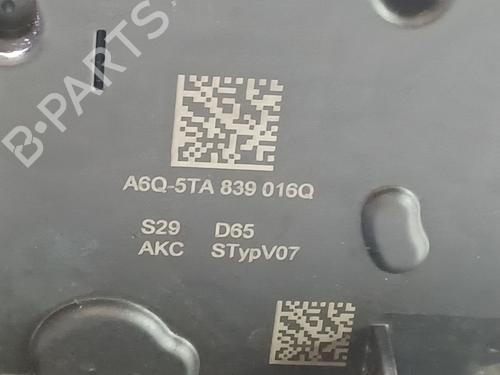 B-PARTS
A6Q-5TA 839 016Q
S29 D65
AKC STypV07